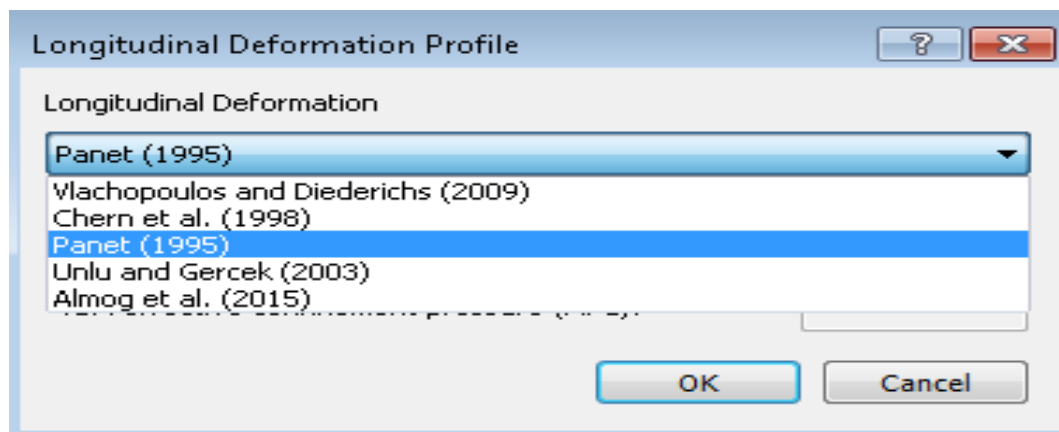 Longitudinal Deformation Profile
?
Longitudinal Deformation
Panet (1995)
Vlachopoulos and Diederichs (2009)
Chern et al. (1998)
Panet (1995)
Unlu and Gercek (2003)
Almog et al. (2015)
OK
Cancel